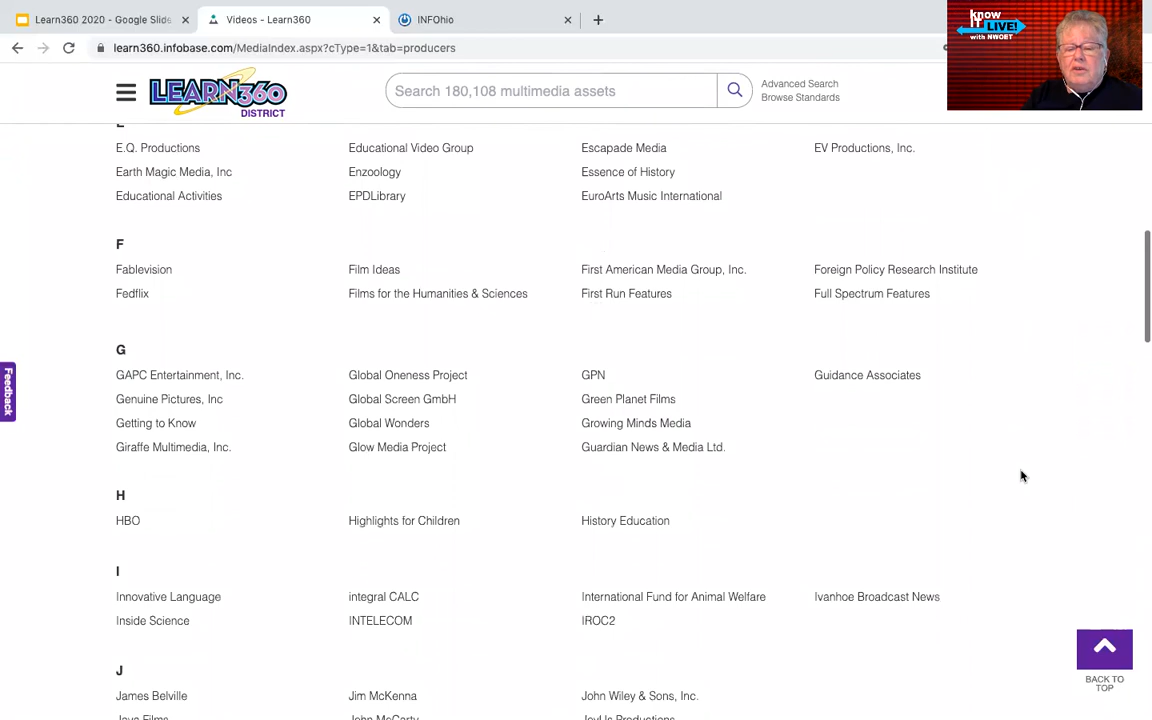 Learn360 2020 - Google Slide
Videos - Learn360
INFOhio
learn360.infobase.com/MediaIndex.aspx?cType=1&tab=producers
know
IT LIVE!
with NWOET
LEARN360
DISTRICT
Search 180,108 multimedia assets
Advanced Search
Browse Standards
E.Q. Productions Educational Video Group Escapade Media EV Productions, Inc.
Earth Magic Media, Inc Enzoology Essence of History
Educational Activities EPDLibrary EuroArts Music International
F
Fablevision Film Ideas First American Media Group, Inc. Foreign Policy Research Institute
Fedflix Films for the Humanities & Sciences First Run Features Full Spectrum Features
G
GAPC Entertainment, Inc. Global Oneness Project GPN Guidance Associates
Genuine Pictures, Inc Global Screen GmbH Green Planet Films
Getting to Know Global Wonders Growing Minds Media
Giraffe Multimedia, Inc. Glow Media Project Guardian News & Media Ltd.
Feedback
H
HBO Highlights for Children History Education
I
Innovative Language integral CALC International Fund for Animal Welfare Ivanhoe Broadcast News
Inside Science INTELECOM IROC2
J
James Belville Jim McKenna John Wiley & Sons, Inc.
BACK TO
TOP